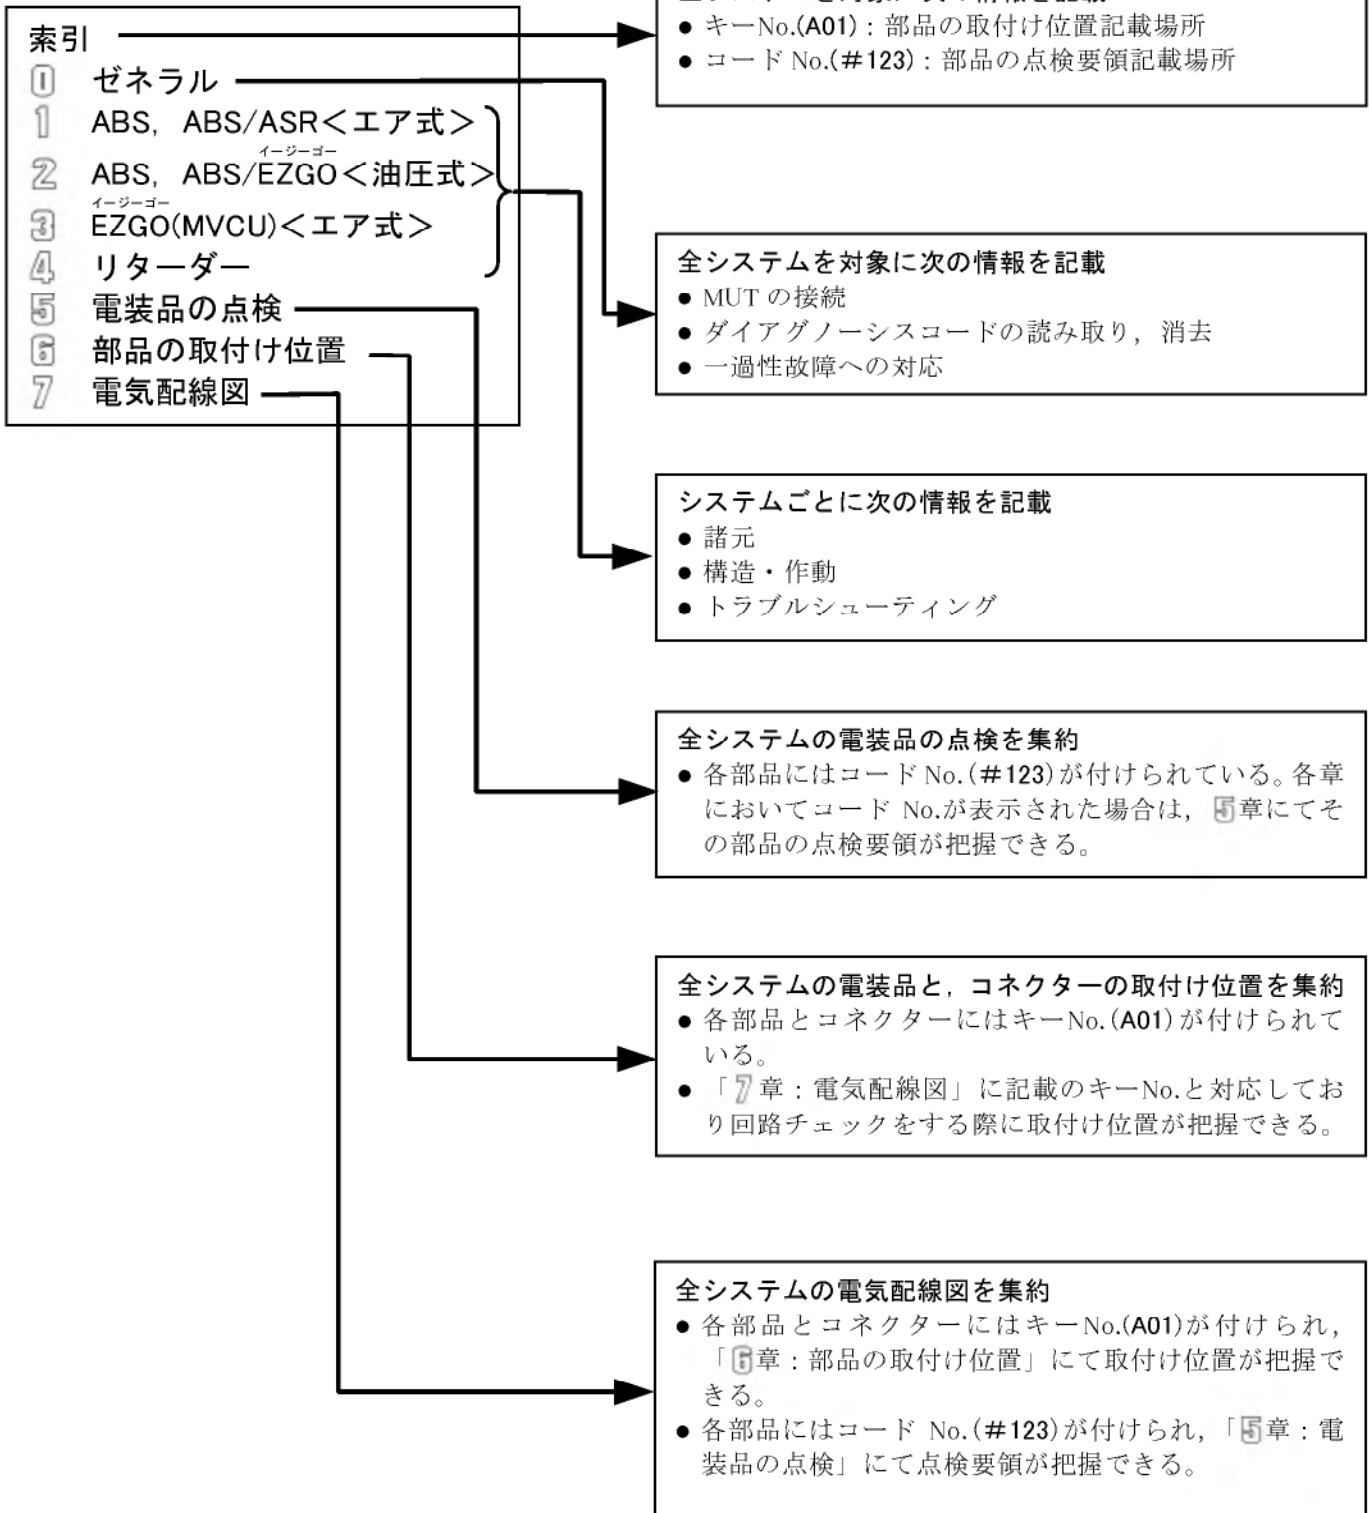 索引
0 ゼネラル
1 ABS, ABS/ASR＜エア式＞
イージーゴー
2 ABS, ABS/EZGO＜油圧式＞
イージーゴー
3 EZGO(MVCU)＜エア式＞
4 リターダー
5 電装品の点検
6 部品の取付け位置
7 電気配線図
● キーNo.(A01)：部品の取付け位置記載場所
● コード No.(#123)：部品の点検要領記載場所
全システムを対象に次の情報を記載
● MUT の接続
● ダイアグノーシスコードの読み取り，消去
● 一過性故障への対応
システムごとに次の情報を記載
● 諸元
● 構造・作動
● トラブルシューティング
全システムの電装品の点検を集約
● 各部品にはコード No.(#123)が付けられている。各章
においてコード No.が表示された場合は，5章にてそ
の部品の点検要領が把握できる。
全システムの電装品と，コネクターの取付け位置を集約
● 各部品とコネクターにはキーNo.(A01)が付けられて
いる。
● 「7章：電気配線図」に記載のキーNo.と対応してお
り回路チェックをする際に取付け位置が把握できる。
全システムの電気配線図を集約
● 各部品とコネクターにはキーNo.(A01)が付けられ，
「6章：部品の取付け位置」にて取付け位置が把握で
きる。
● 各部品にはコード No.(#123)が付けられ，「5章：電
装品の点検」にて点検要領が把握できる。